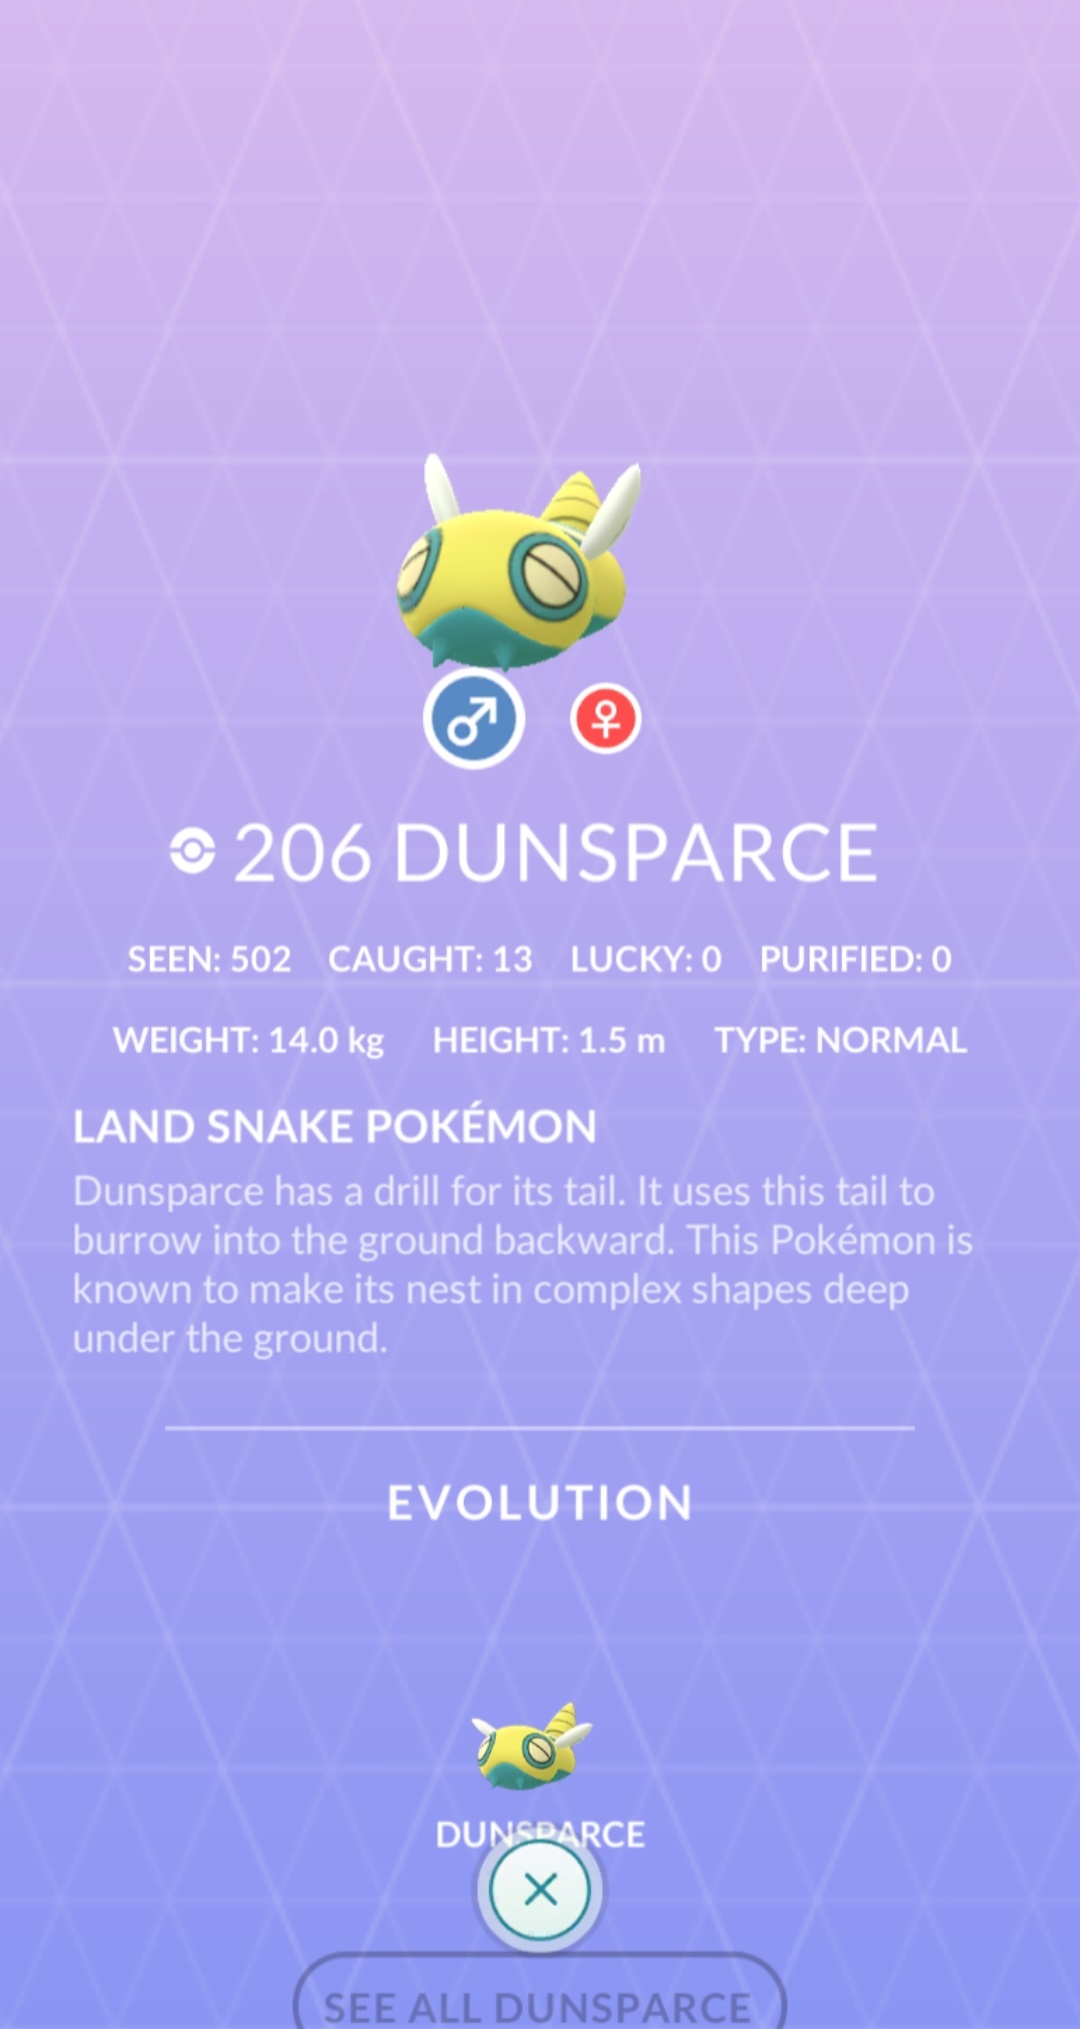 206 DUNSPARCE
SEEN: 502 CAUGHT: 13 LUCKY: 0 PURIFIED: 0
WEIGHT: 14.0 kg HEIGHT: 1.5 m TYPE: NORMAL
LAND SNAKE POKÉMON
Dunsparce has a drill for its tail. It uses this tail to
burrow into the ground backward. This Pokémon is
known to make its nest in complex shapes deep
under the ground.
EVOLUTION
DUNSPARCE
SEE ALL DUNSPARCE